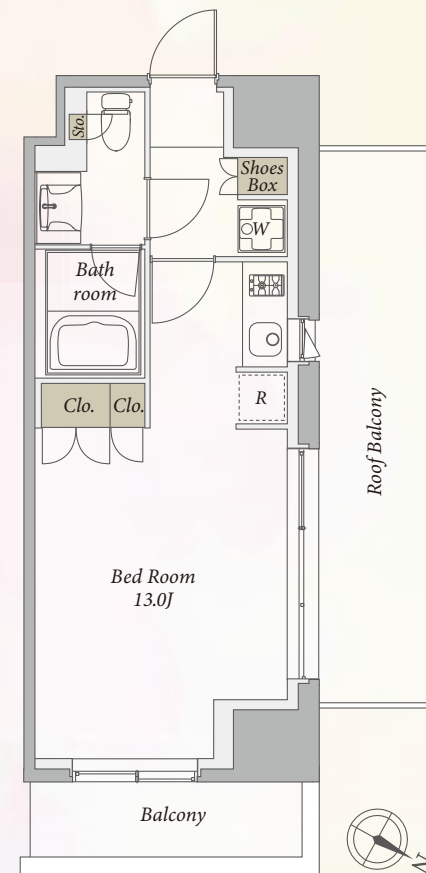 Sto.
Shoes
Box
W
Bath
room
Clo.
Clo.
R
Roof Balcony
Bed Room
13.0J
Balcony
N